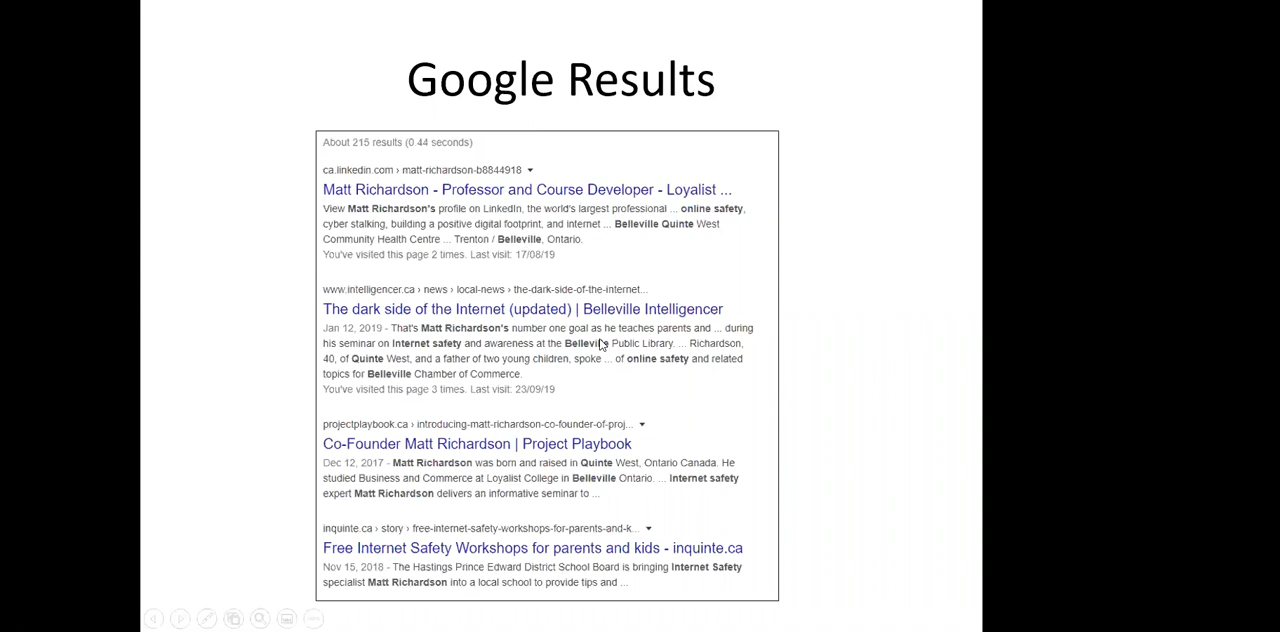 Google Results
About 215 results (0.44 seconds)
ca.linkedin.com › matt-richardson-b8844918
Matt Richardson - Professor and Course Developer - Loyalist ...
View Matt Richardson's profile on LinkedIn, the world's largest professional ... online safety,
cyber stalking, building a positive digital footprint, and internet ... Belleville Quinte West
Community Health Centre ... Trenton / Belleville, Ontario.
You've visited this page 2 times. Last visit: 17/08/19
www.intelligencer.ca › news › local-news › the-dark-side-of-the-internet...
The dark side of the Internet (updated) | Belleville Intelligencer
Jan 12, 2019 - That's Matt Richardson's number one goal as he teaches parents and ... during
his seminar on Internet safety and awareness at the Belleville Public Library. ... Richardson,
40, of Quinte West, and a father of two young children, spoke ... of online safety and related
topics for Belleville Chamber of Commerce.
You've visited this page 3 times. Last visit: 23/09/19
projectplaybook.ca › introducing-matt-richardson-co-founder-of-proj...
Co-Founder Matt Richardson | Project Playbook
Dec 12, 2017 - Matt Richardson was born and raised in Quinte West, Ontario Canada. He
studied Business and Commerce at Loyalist College in Belleville Ontario. ... Internet safety
expert Matt Richardson delivers an informative seminar to ...
inquinte.ca › story › free-internet-safety-workshops-for-parents-and-k...
Free Internet Safety Workshops for parents and kids - inquinte.ca
Nov 15, 2018 - The Hastings Prince Edward District School Board is bringing Internet Safety
specialist Matt Richardson into a local school to provide tips and ...